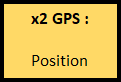 x2 GPS :
Position